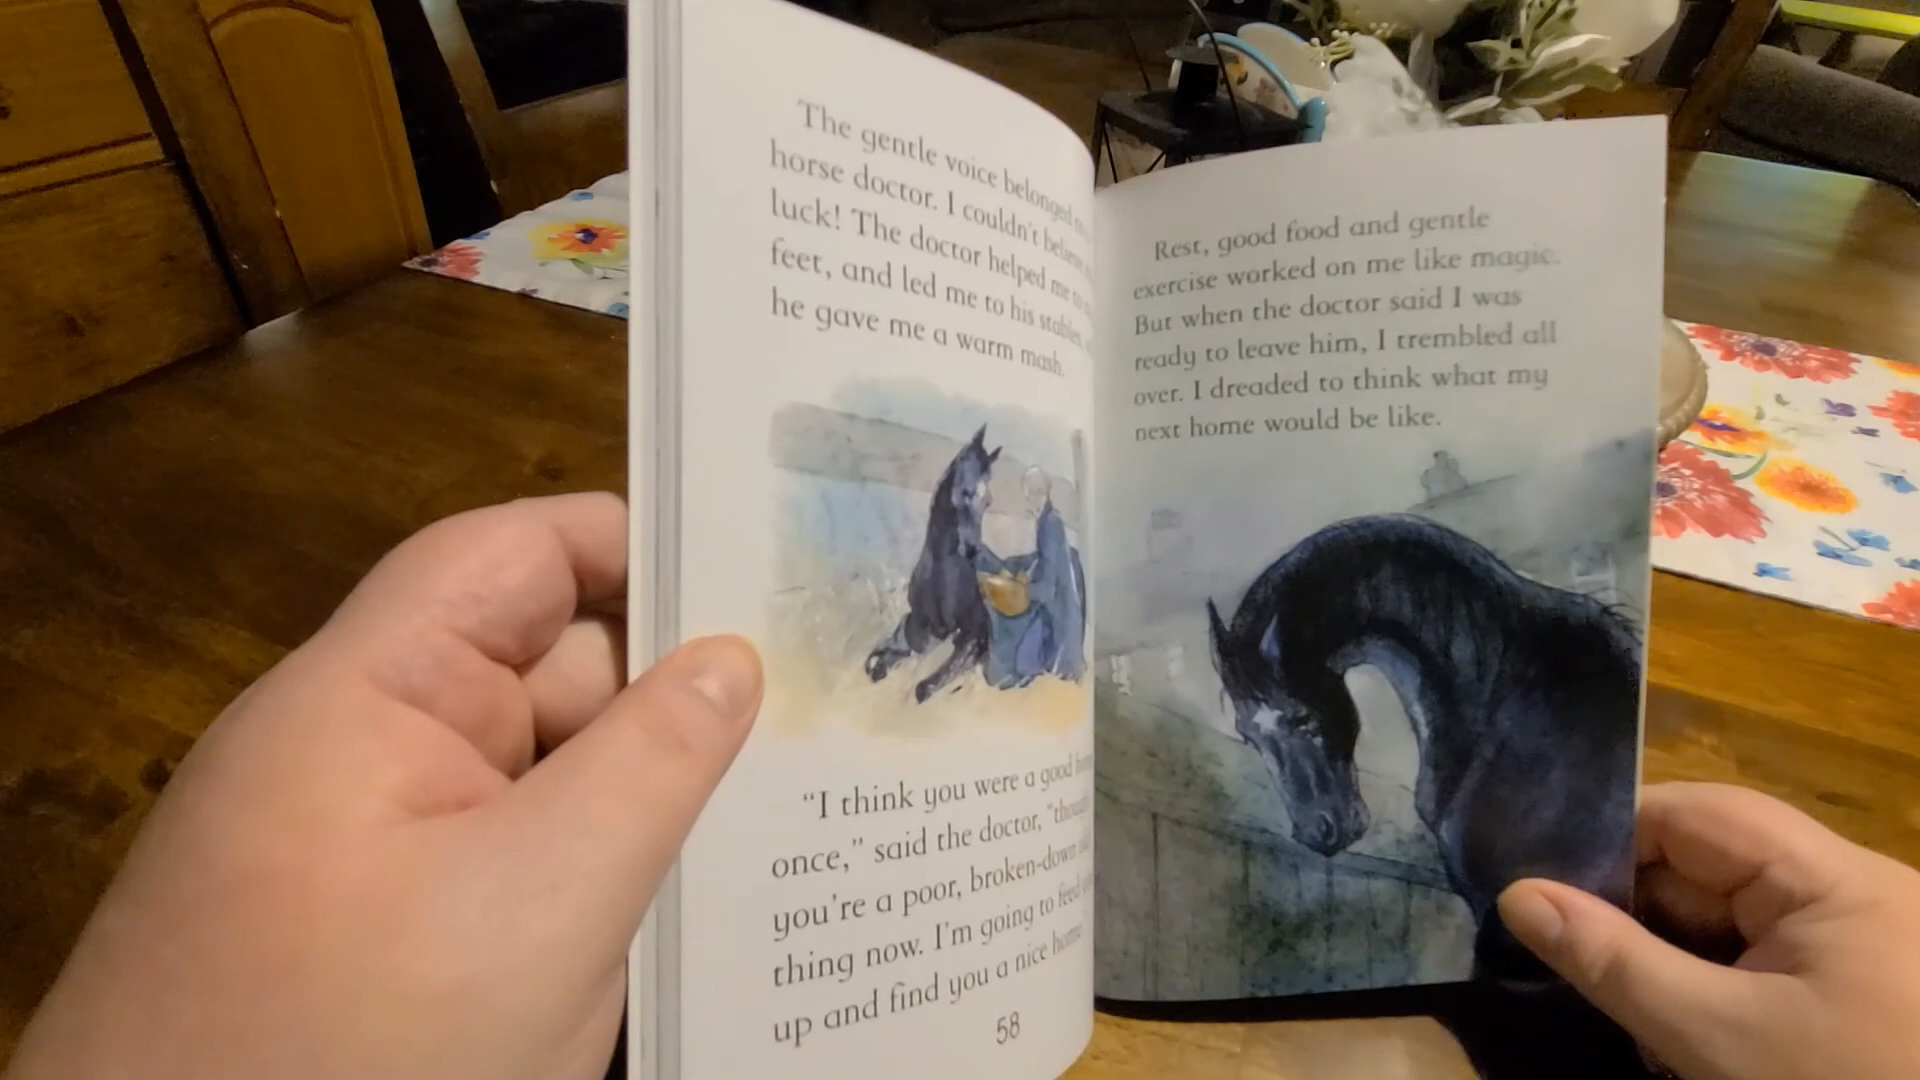 The gentle voice belonged
horse doctor. I couldn't believe
luck! The doctor helped me to
feet, and led me to his stables,
he gave me a warm mash.
"I think you were a good
once," said the doctor, "though
you're a poor, broken-down
thing now. I'm going to feed
up and find you a nice home
58
Rest, good food and gentle
exercise worked on me like magic.
But when the doctor said I was
ready to leave him, I trembled all
over. I dreaded to think what my
next home would be like.